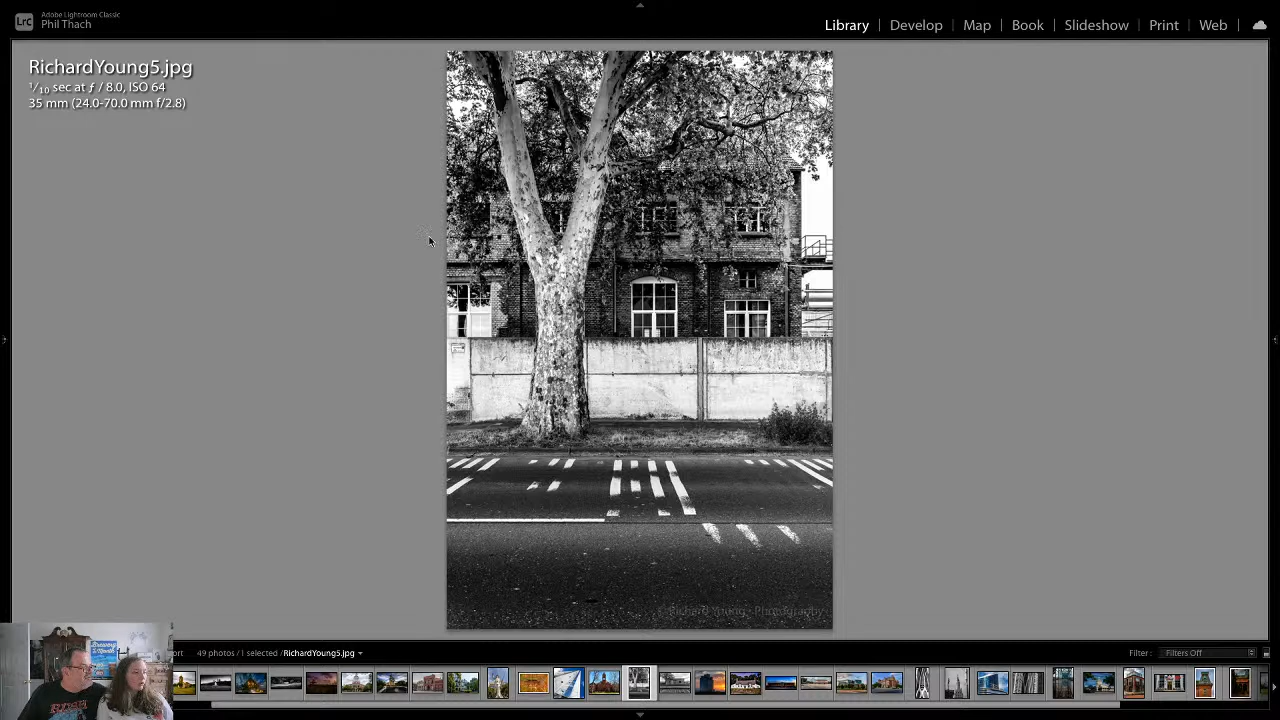 Lrc
Adobe Lightroom Classic
Phil Thach
Library | Develop | Map | Book | Slideshow | Print | Web
RichardYoung5.jpg
1/10 sec at ƒ / 8.0, ISO 64
35 mm (24.0-70.0 mm f/2.8)
© Richard Young - Photography
49 photos / 1 selected / RichardYoung5.jpg
Filter :
Filters Off